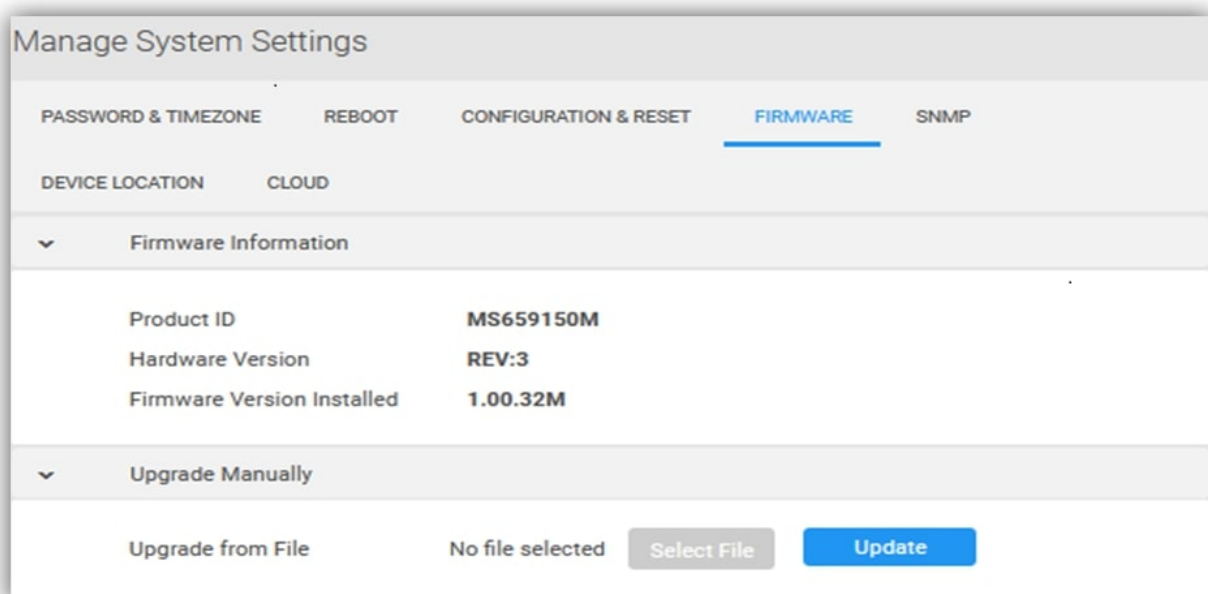 Manage System Settings
PASSWORD & TIMEZONE REBOOT CONFIGURATION & RESET FIRMWARE SNMP
DEVICE LOCATION CLOUD
Firmware Information
Product ID MS659150M
Hardware Version REV:3
Firmware Version Installed 1.00.32M
Upgrade Manually
Upgrade from File No file selected Select File Update